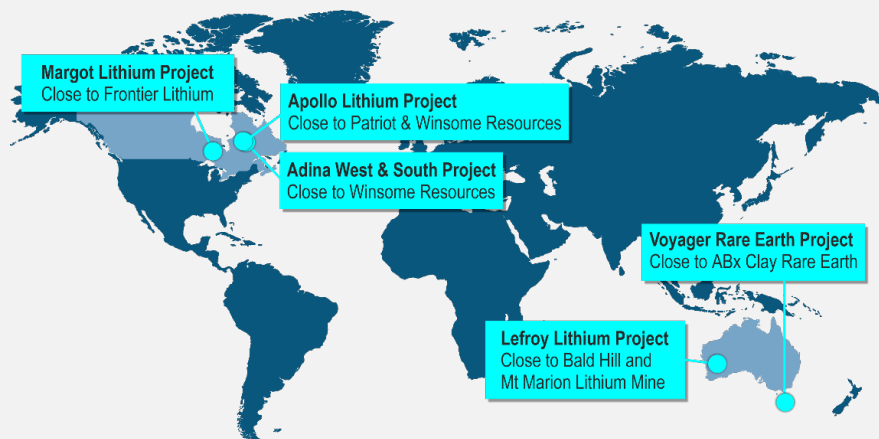 Margot Lithium Project
Close to Frontier Lithium
Apollo Lithium Project
Close to Patriot & Winsome Resources
Adina West & South Project
Close to Winsome Resources
Voyager Rare Earth Project
Close to ABx Clay Rare Earth
Lefroy Lithium Project
Close to Bald Hill and
Mt Marion Lithium Mine